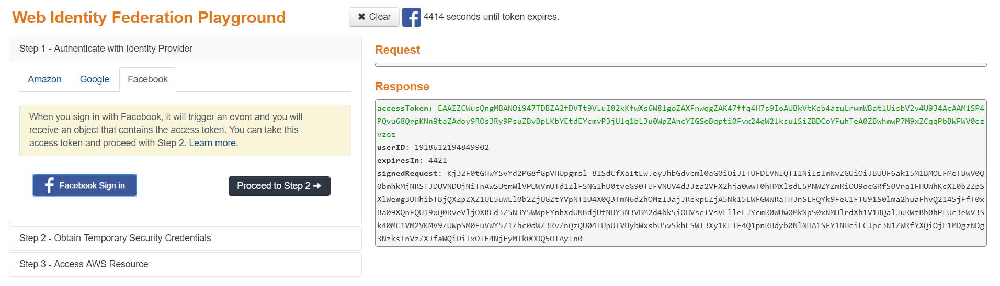 Web Identity Federation Playground
✖ Clear
4414 seconds until token expires.
Step 1 - Authenticate with Identity Provider
Amazon
Google
Facebook
When you sign in with Facebook, it will trigger an event and you will
receive an object that contains the access token. You can take this
access token and proceed with Step 2. Learn more.
Facebook Sign in
Proceed to Step 2 ➔
Step 2 - Obtain Temporary Security Credentials
Step 3 - Access AWS Resource
Request
Response
accessToken: EAAIZCWusQngMBANOi947TDBZA2fDVTt9VLuI02kKfwXs6W8lgoZAXFnwqgZAK47ffq4H7s9IoAUBkVtKcb4azuLrwmWBatlUisbV2v4U9J4AcAAM1SP4
PQvu68QrpKNn9taZAdoy9ROs3Ry9PsuZBvBpLKbYEtdEYcmvP3jUlq1bL3u0WpZAncYIGSoBqpti0Fvx24qW2lksulSiZBDCoYFuhTeA0ZBwhmwP7M9xZCqqPbBWFWV0ez
vzoz
userID: 1918612194849902
expiresIn: 4421
signedRequest: Kj32F0tGHwYSvYd2PG8fGpVHUpgmsl_81SdCfXaItEw.eyJhbGdvcml0aG0iOiJITUFDLVNIQTI1NiIsImNvZGUiOiJBUUF6ak15M1BMOEFMeTBwV0Q
0bmhkMjNRSTJDUVNDUjNiTnAwSUtmWlVPUWVmUTd1ZlFSNG1hU0tveG90TUFVNUV4d3Jza2VFX2hja0wwT0hHMXlsdE5PNWZYZmRiOU9ocGRfS0Vra1FHUWhKcXI0b2ZpS
XlWemg3UHhibTBjQXZpZXZ1UE5uWEl0b2ZjUGZtYVpNT1U4X0Q3TmN6d2hOMzI3ajJRckpLZjA5Nk15LWFGWWRaTHJnSEFQYk9FeC1FTU91S0lma2huaFhvQ214SjFfT0x
Ba09XQnFQU19xQ0RveVljOXRCd3Z5N3Y5WWpFYnhXdUNBdjUtNHY3N3VBM2d4bk5iOHVseTVsVElleEJYcmR0WUw0MkNpS0xNMHlrdXh1V1BQalJuRWtBb0hPLUc3eWV3S
k40MC1VM2VKMV9ZUWpSM0FuVWY5Z1Zhc0dWZ3RvZnQzQU04TUpUTVUybWxsbU5vSkhESWI3Xy1KLTF4Q1pnRHdyb0NlNHA1SFY1NHciLCJpc3N1ZWRfYXQiOjE1MDgzNDg
3NzksInVzZXJfaWQiOiIxOTE4NjEyMTk0ODQ5OTAyIn0